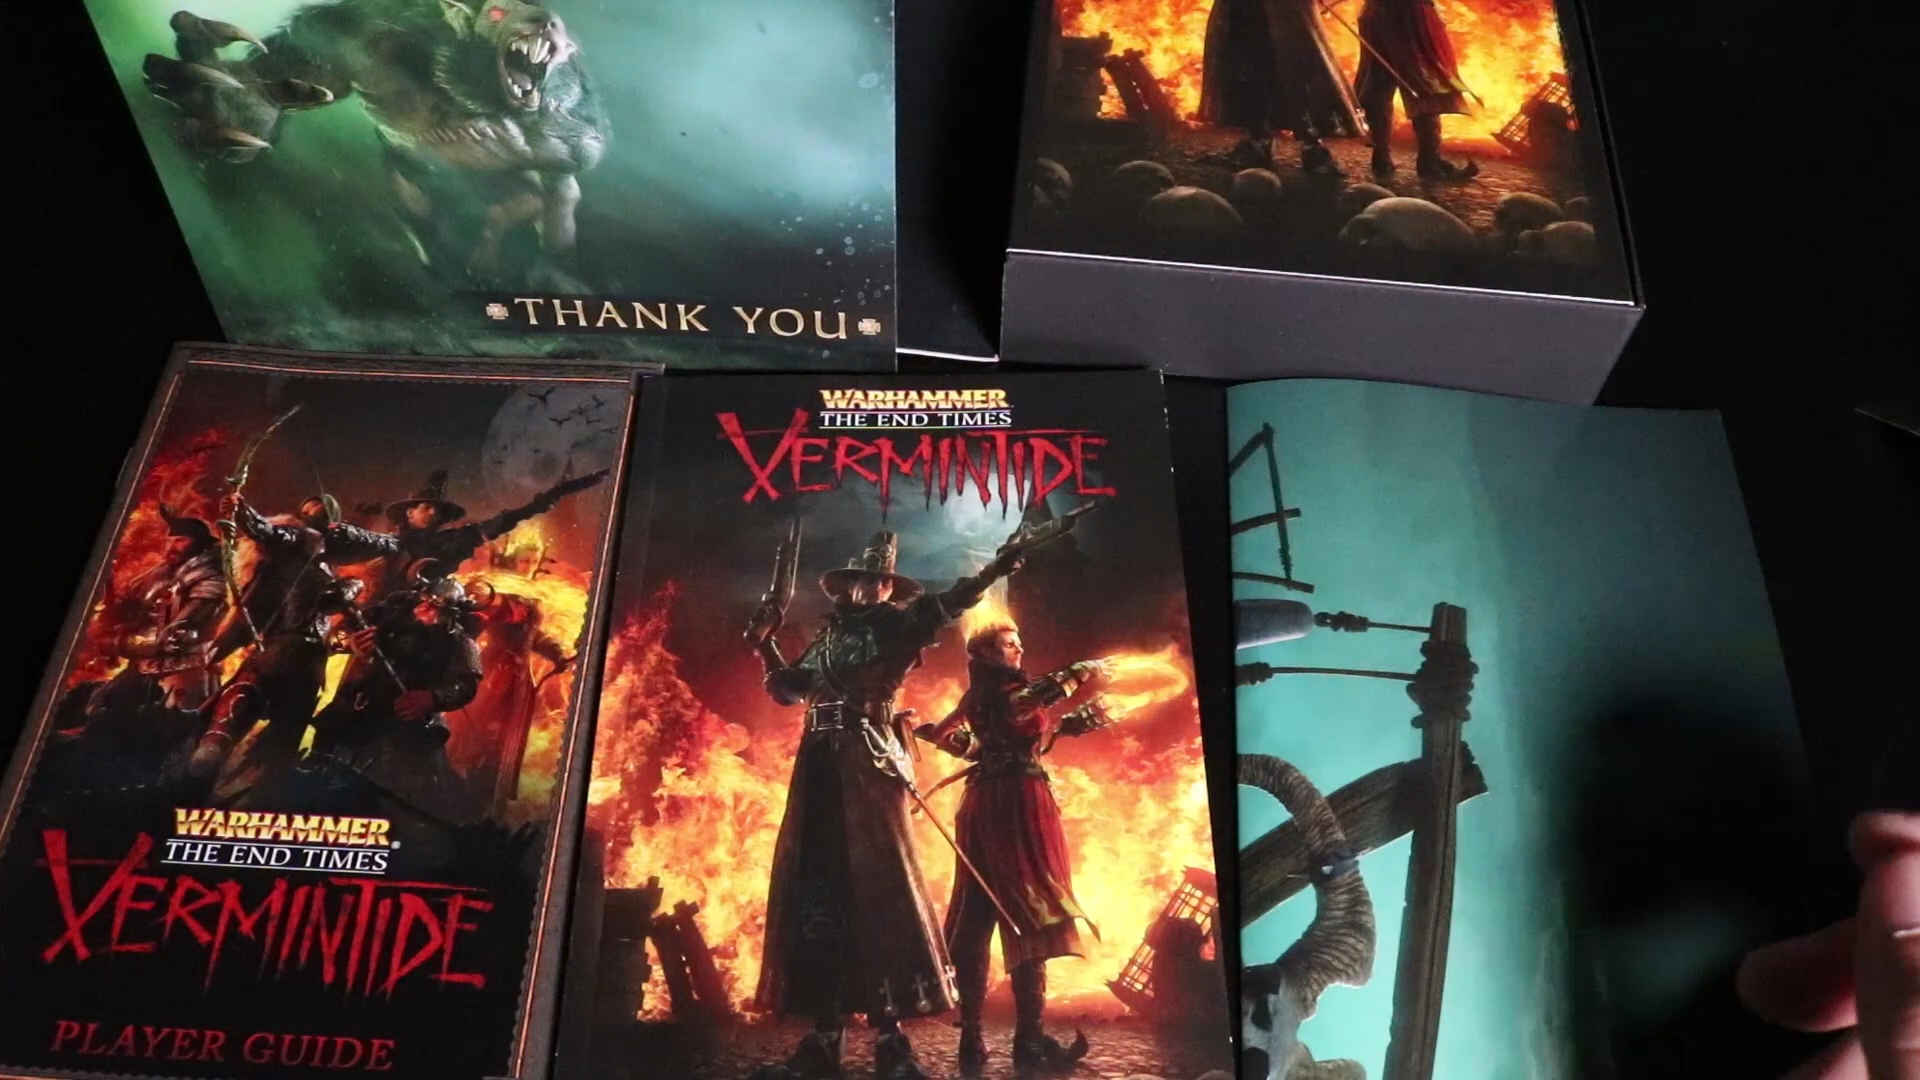 THANK YOU
WARHAMMER
THE END TIMES
VERMINTIDE
PLAYER GUIDE
WARHAMMER
THE END TIMES
VERMINTIDE